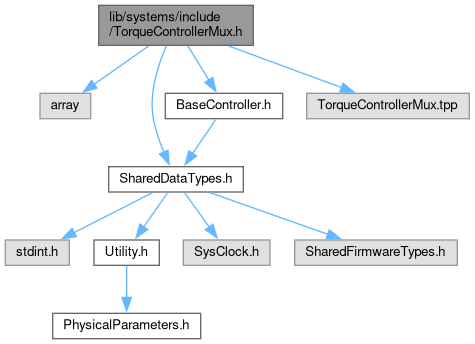 lib/systems/include
/TorqueControllerMux.h
array
BaseController.h
TorqueControllerMux.tpp
SharedDataTypes.h
stdint.h
Utility.h
SysClock.h
SharedFirmwareTypes.h
PhysicalParameters.h